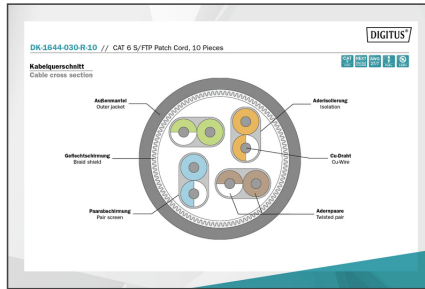 DIGITUS®
DK-1644-030-R-10 // CAT 6 S/FTP Patch Cord, 10 Pieces
Kabelquerschnitt
Cable cross section
Außenmantel
Outer jacket
Aderisolierung
Isolation
Geflechtschirmung
Braid shield
Cu-Draht
Cu-Wire
Paarabschirmung
Pair screen
Adernpaare
Twisted pair